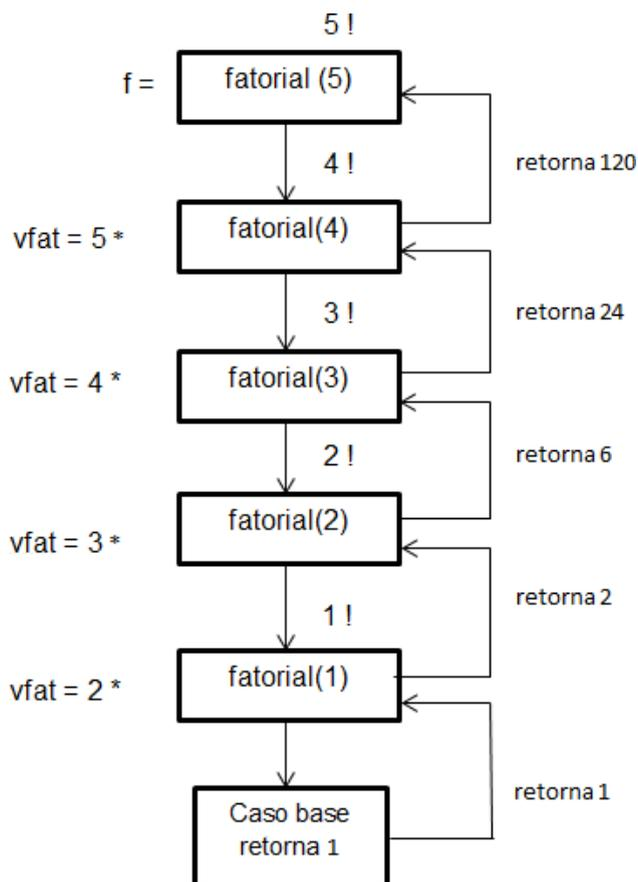 5 !
f =
fatorial (5)
4 !
retorna 120
vfat = 5 *
fatorial(4)
3 !
retorna 24
vfat = 4 *
fatorial(3)
2 !
retorna 6
vfat = 3 *
fatorial(2)
1 !
retorna 2
vfat = 2 *
fatorial(1)
Caso base
retorna 1
retorna 1